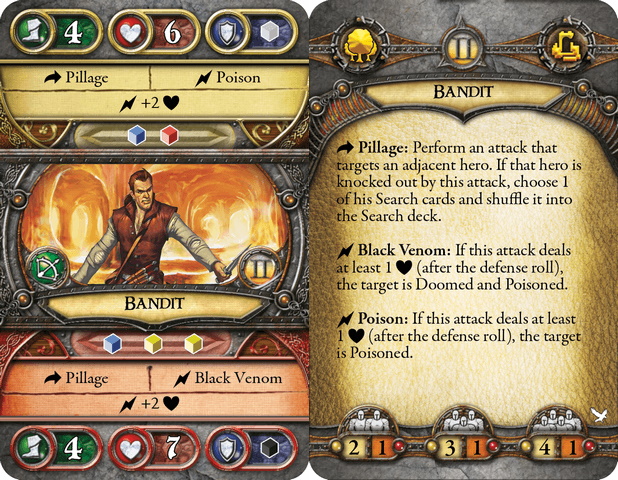 4 6
Pillage Poison
+2
II
BANDIT
Pillage Black Venom
+2
4 7
II
BANDIT
Pillage: Perform an attack that
targets an adjacent hero. If that hero is
knocked out by this attack, choose 1
of his Search cards and shuffle it into
the Search deck.
Black Venom: If this attack deals
at least 1 (after the defense roll),
the target is Doomed and Poisoned.
Poison: If this attack deals at least
1 (after the defense roll), the target
is Poisoned.
2 1 3 1 4 1